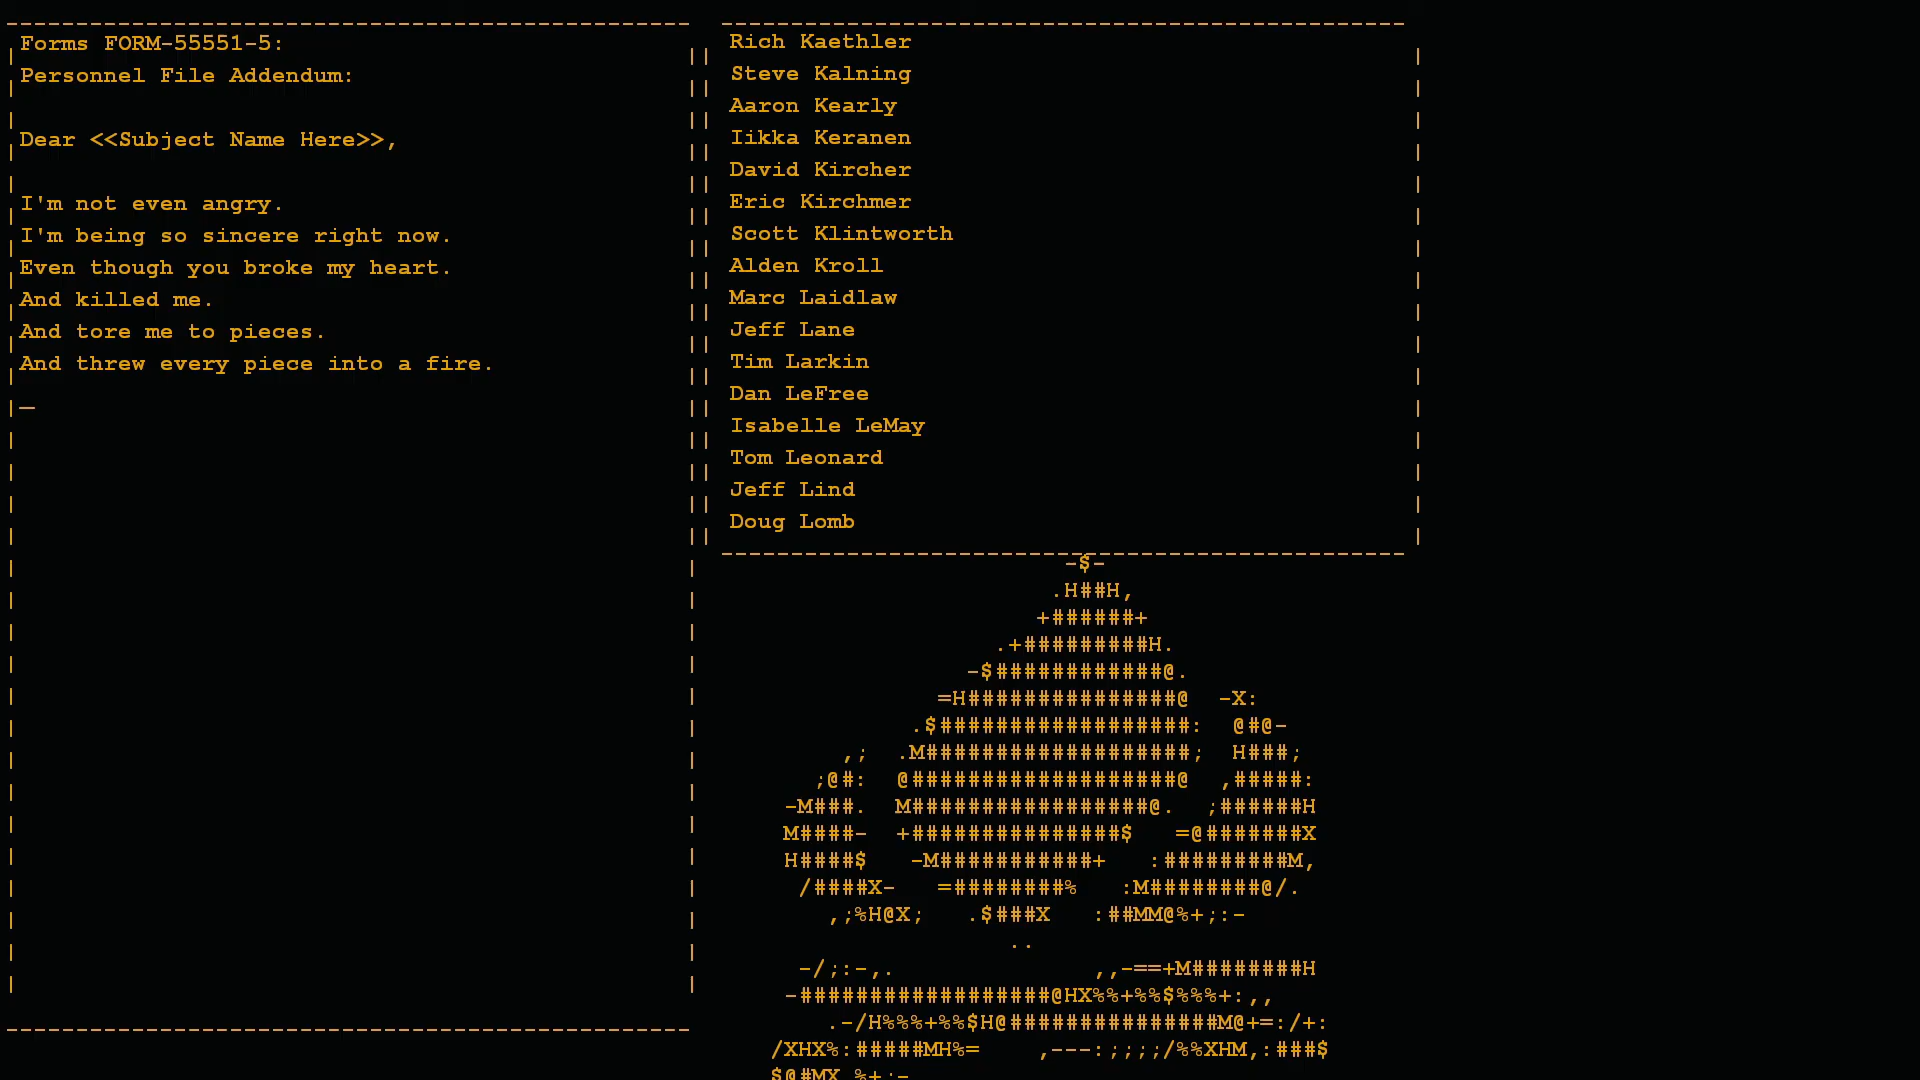 Forms FORM-55551-5:
Personnel File Addendum:
Dear <<Subject Name Here>>,
I'm not even angry.
I'm being so sincere right now.
Even though you broke my heart.
And killed me.
And tore me to pieces.
And threw every piece into a fire.
Rich Kaethler
Steve Kalning
Aaron Kearly
Iikka Keranen
David Kircher
Eric Kirchmer
Scott Klintworth
Alden Kroll
Marc Laidlaw
Jeff Lane
Tim Larkin
Dan LeFree
Isabelle LeMay
Tom Leonard
Jeff Lind
Doug Lomb